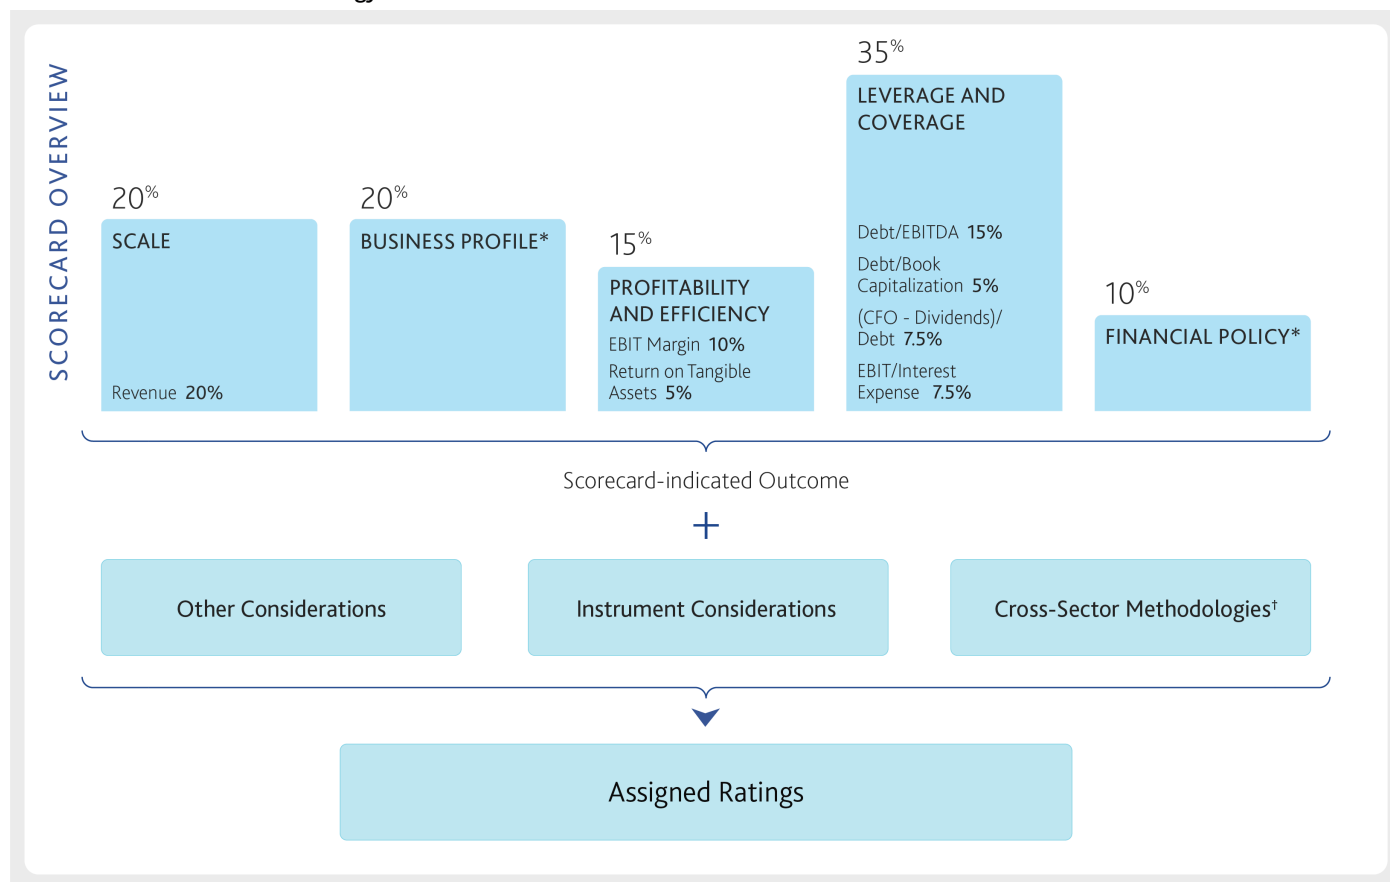 SCORECARD OVERVIEW
20%
SCALE
Revenue 20%
20%
BUSINESS PROFILE*
15%
PROFITABILITY
AND EFFICIENCY
EBIT Margin 10%
Return on Tangible
Assets 5%
35%
LEVERAGE AND
COVERAGE
Debt/EBITDA 15%
Debt/Book
Capitalization 5%
(CFO - Dividends)/
Debt 7.5%
EBIT/Interest
Expense 7.5%
10%
FINANCIAL POLICY*
Scorecard-indicated Outcome
+
Other Considerations
Instrument Considerations
Cross-Sector Methodologies†
Assigned Ratings